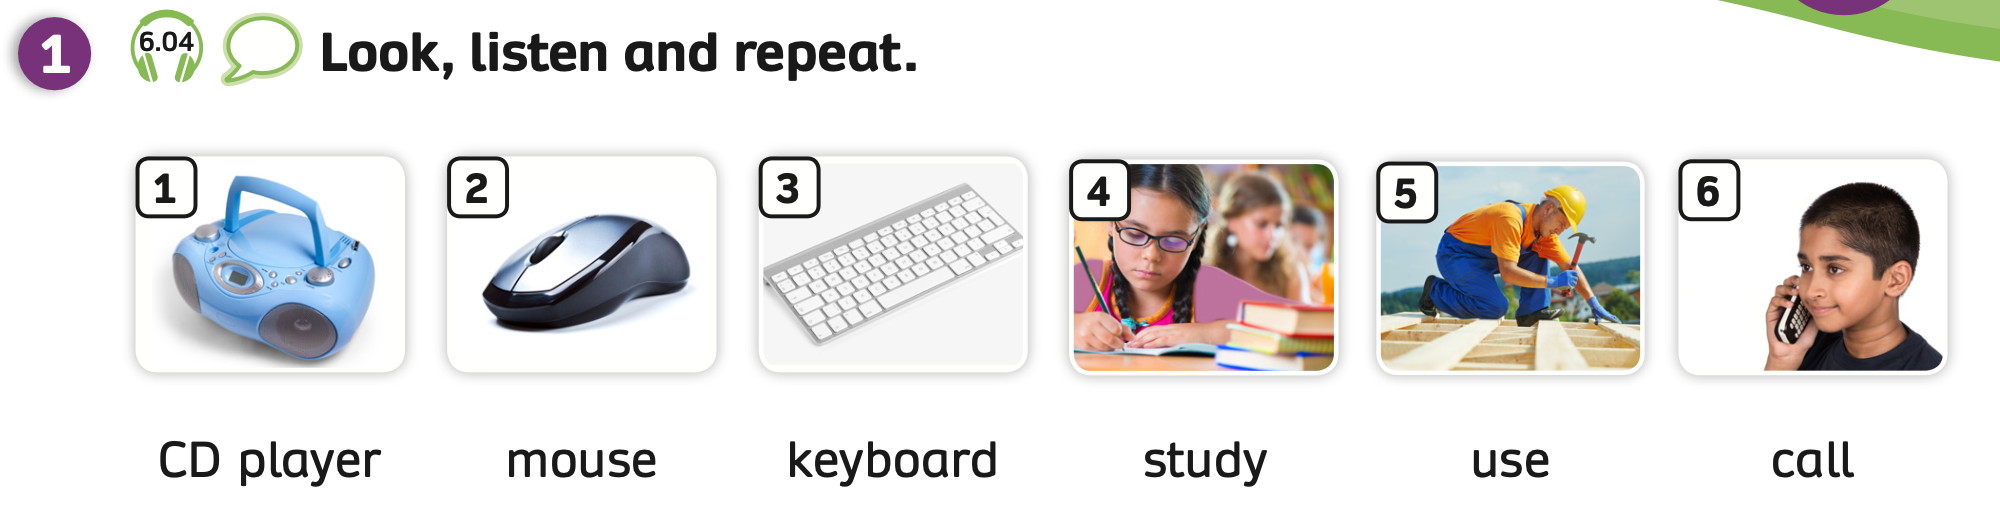 1 6.04 Look, listen and repeat.
1 2 3 4 5 6
CD player mouse keyboard study use call